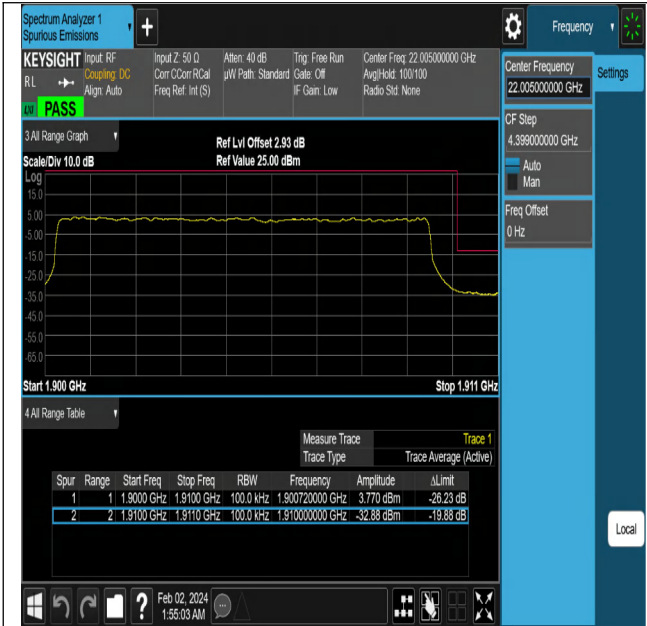 Spectrum Analyzer 1
Spurious Emissions
+
Frequency
KEYSIGHT
RL
Input: RF
Coupling: DC
Align: Auto
Input Z: 50 Ω
Corr CCorr RCal
Freq Ref: Int (S)
Atten: 40 dB
µW Path: Standard
Trig: Free Run
Gate: Off
IF Gain: Low
Center Freq: 22.005000000 GHz
Avg|Hold: 100/100
Radio Std: None
LXI PASS
Center Frequency
22.005000000 GHz
Settings
CF Step
4.399000000 GHz
Auto
Man
Freq Offset
0 Hz
3 All Range Graph
Scale/Div 10.0 dB
Ref Lvl Offset 2.93 dB
Ref Value 25.00 dBm
Log
15.0
5.00
-5.00
-15.0
-25.0
-35.0
-45.0
-55.0
-65.0
Start 1.900 GHz Stop 1.911 GHz
4 All Range Table
Measure Trace Trace 1
Trace Type Trace Average (Active)
Spur Range Start Freq Stop Freq RBW Frequency Amplitude ΔLimit
1 1 1.9000 GHz 1.9100 GHz 100.0 kHz 1.900720000 GHz 3.770 dBm -26.23 dB
2 2 1.9100 GHz 1.9110 GHz 100.0 kHz 1.910000000 GHz -32.88 dBm -19.88 dB
Local
?
Feb 02, 2024
1:55:03 AM